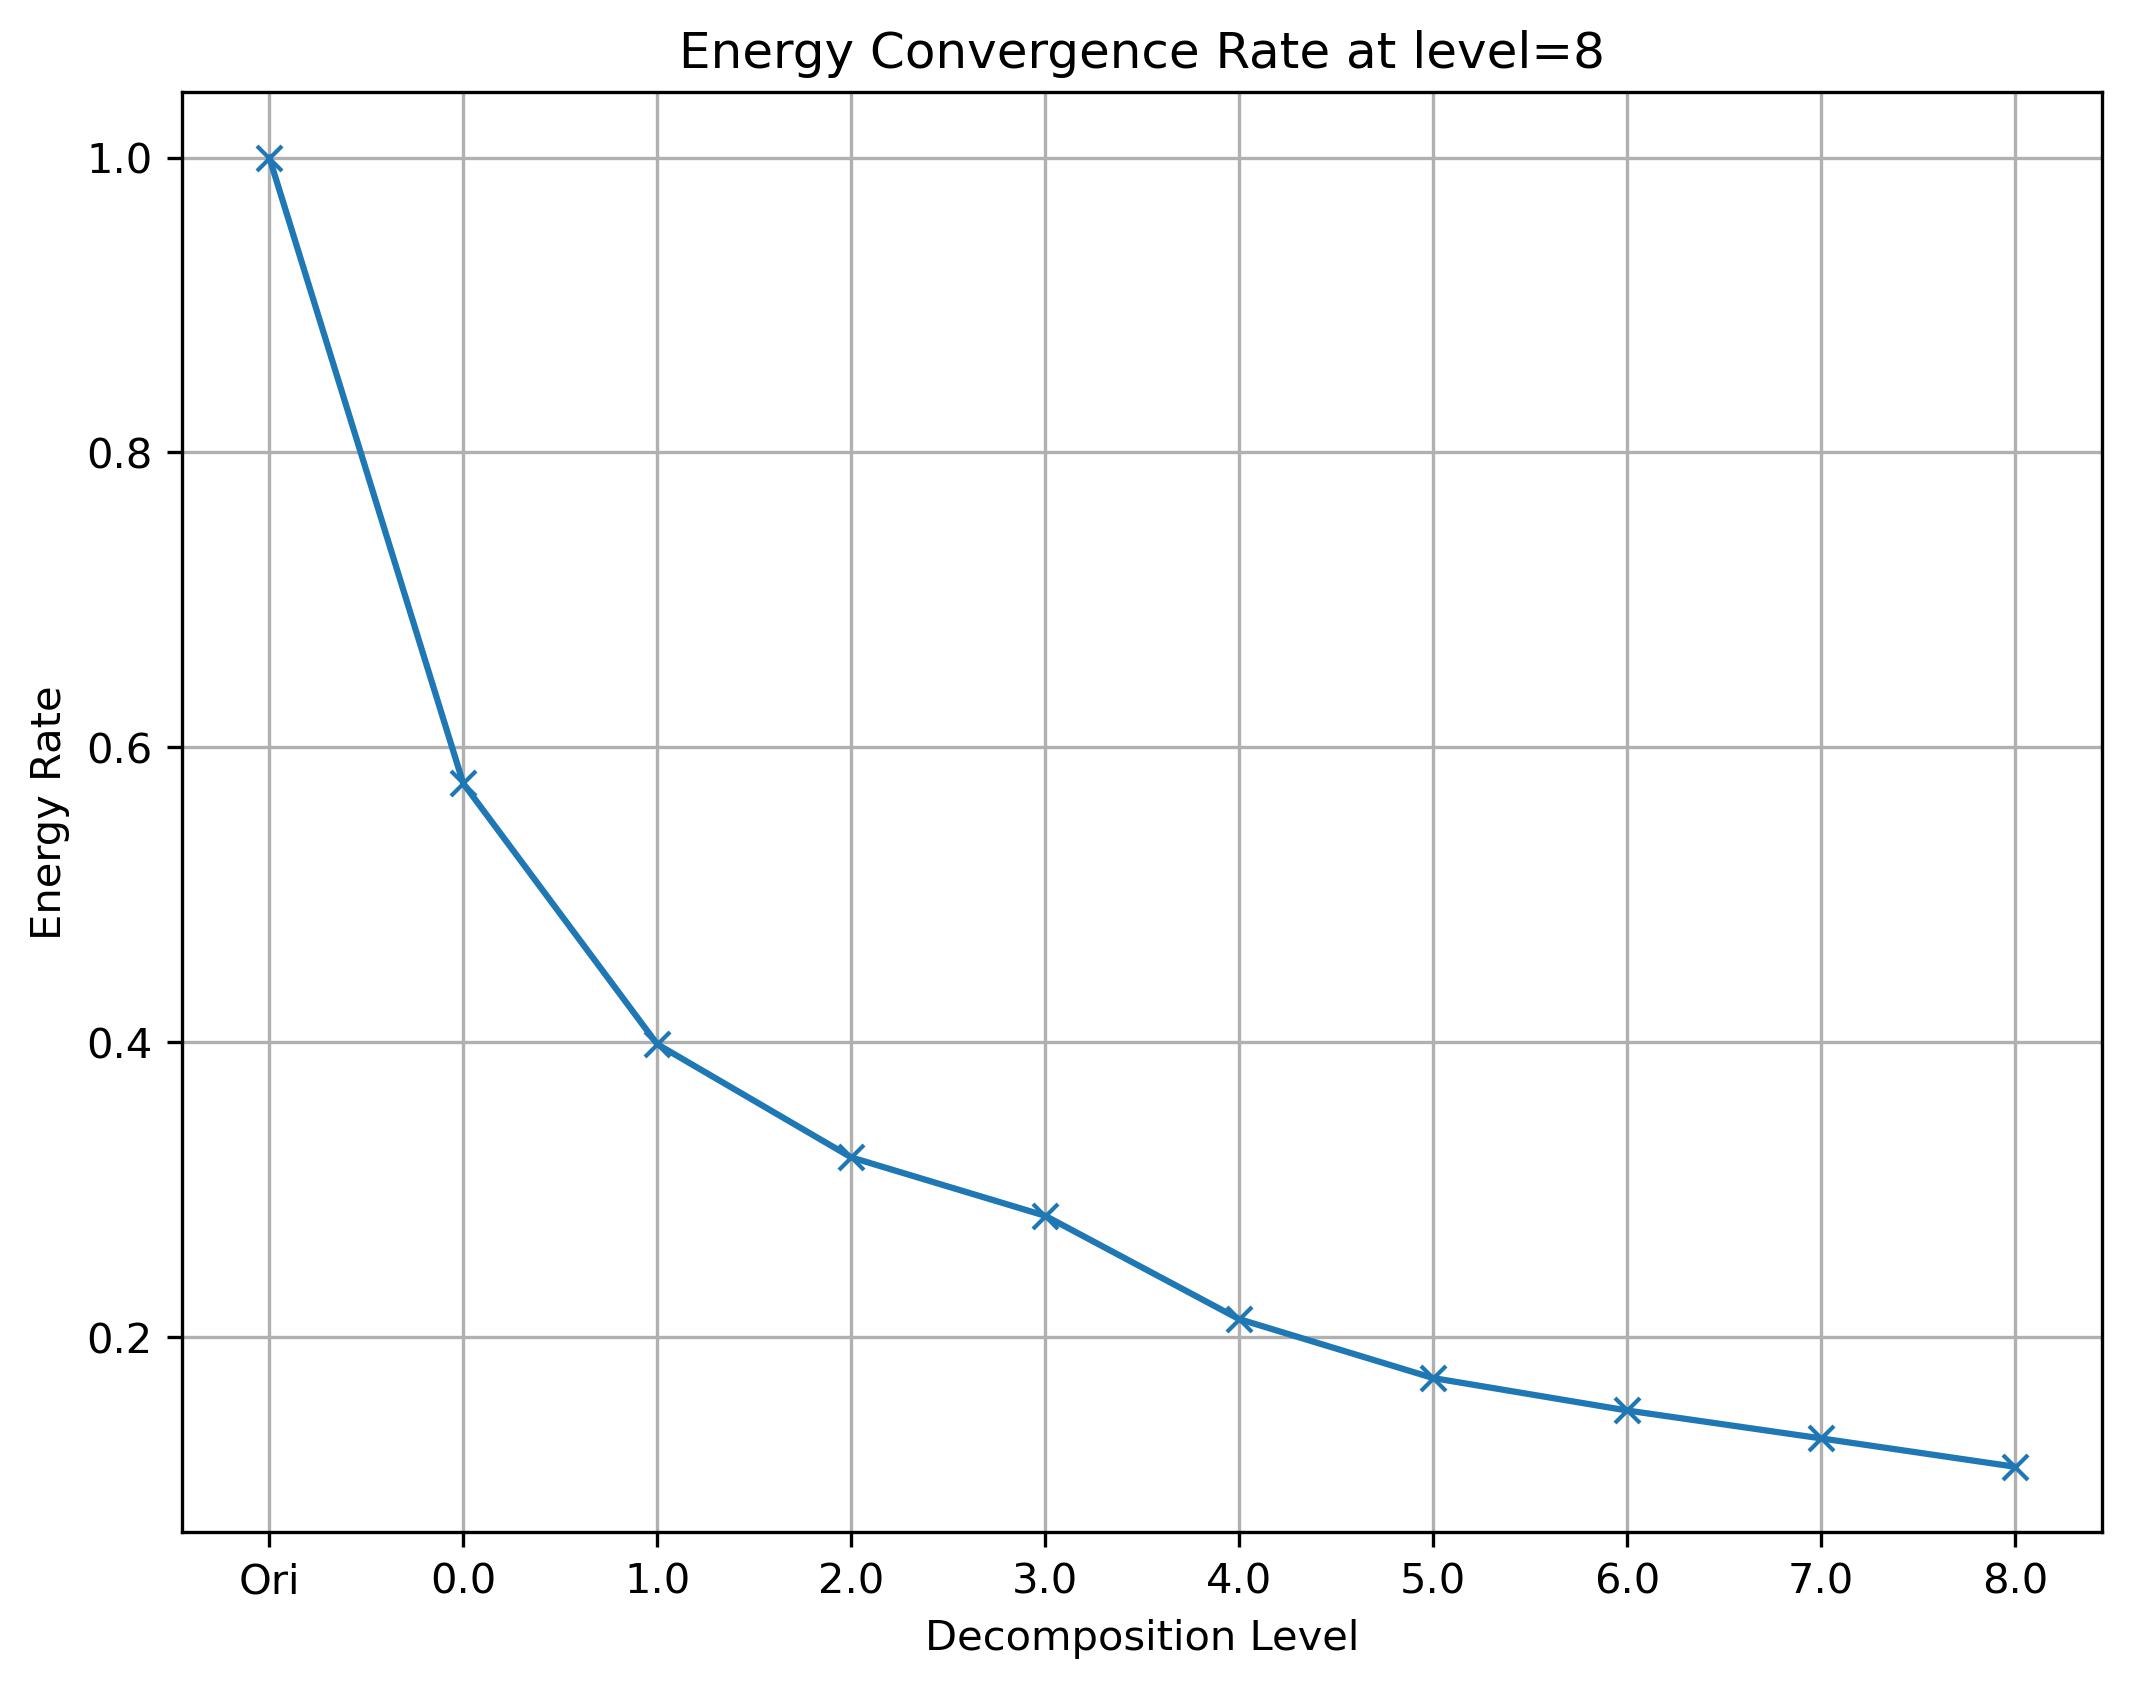 Energy Convergence Rate at level=8
1.0
0.8
0.6
0.4
0.2
Energy Rate
Ori 0.0 1.0 2.0 3.0 4.0 5.0 6.0 7.0 8.0
Decomposition Level